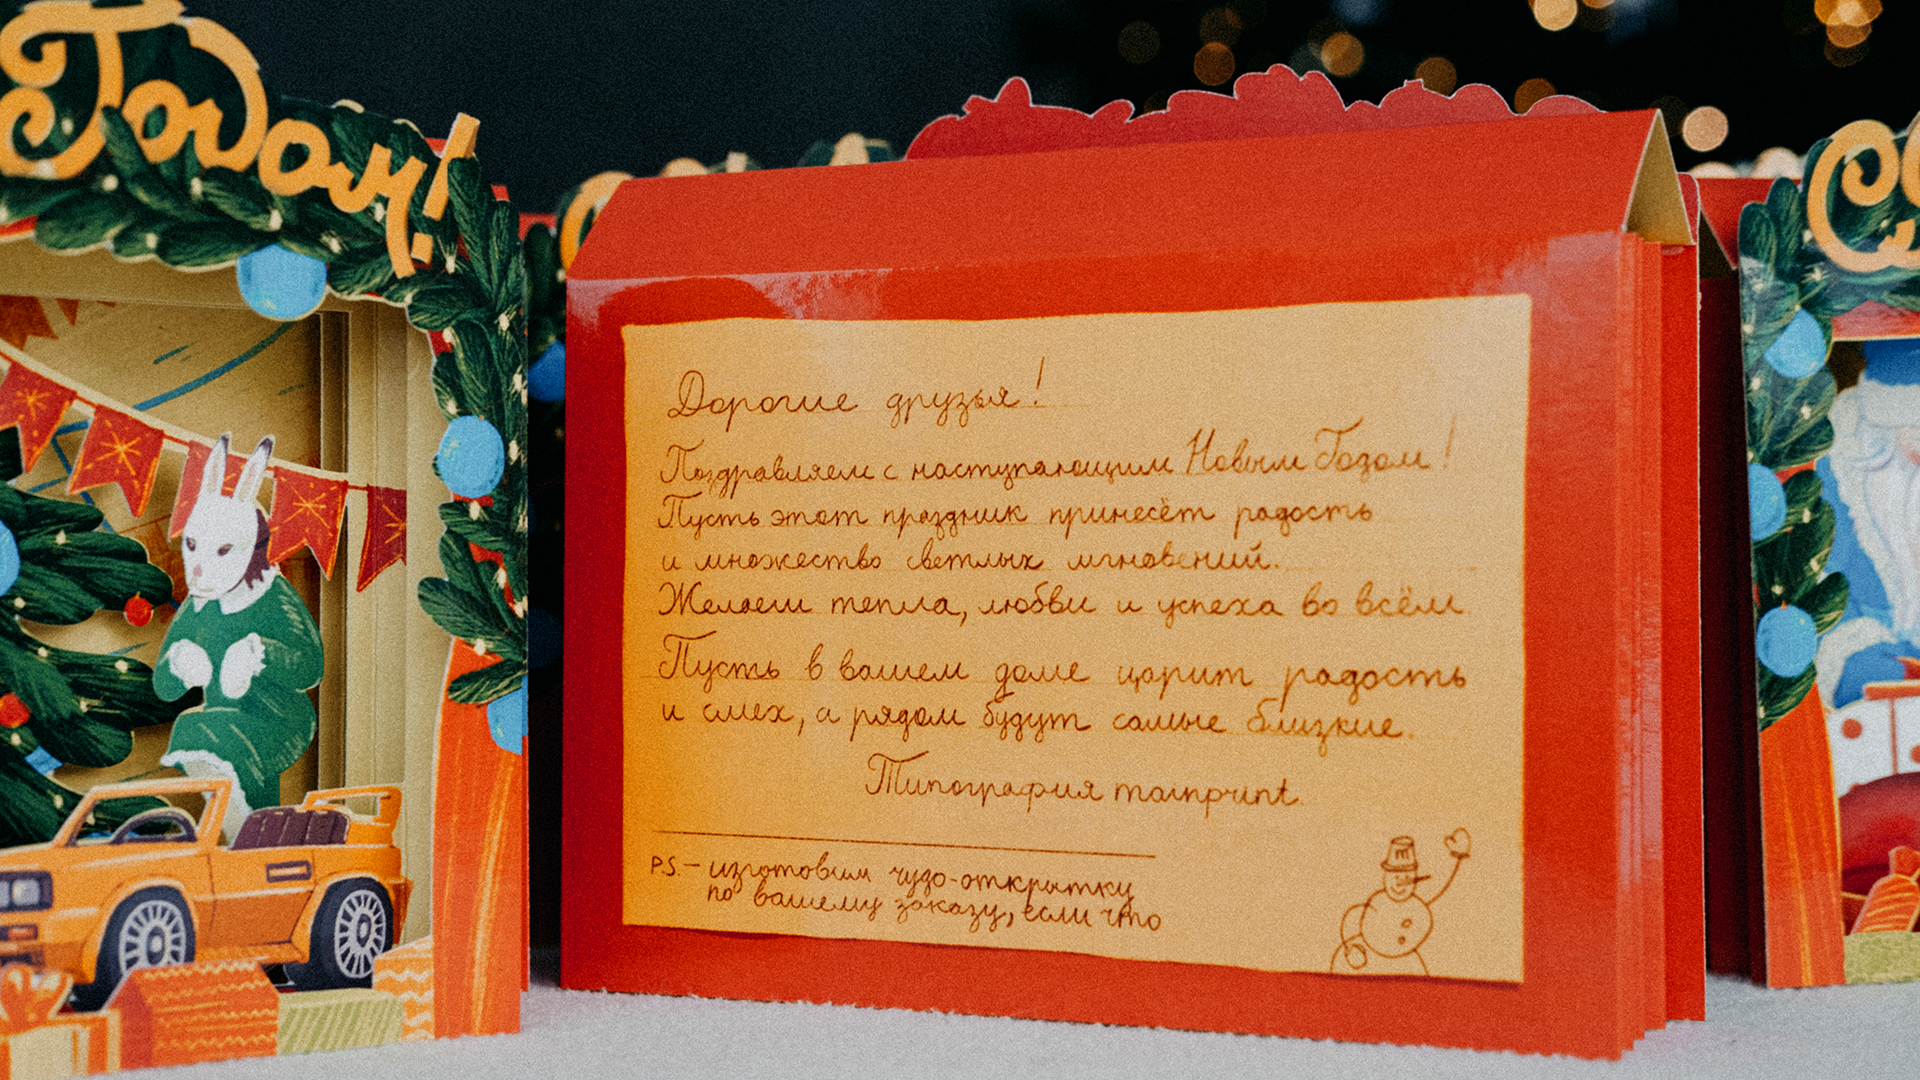 Годом!
С
Дорогие друзья!
Поздравляем с наступающим Новым Годом!
Пусть этот праздник принесёт радость
и множество светлых мгновений.
Желаем тепла, любви и успеха во всём
Пусть в вашем доме царит радость
и смех, а рядом будут самые близкие.
Типография mainprint.
P.S. – изготовим чудо-открытку
по вашему заказу, если что
m